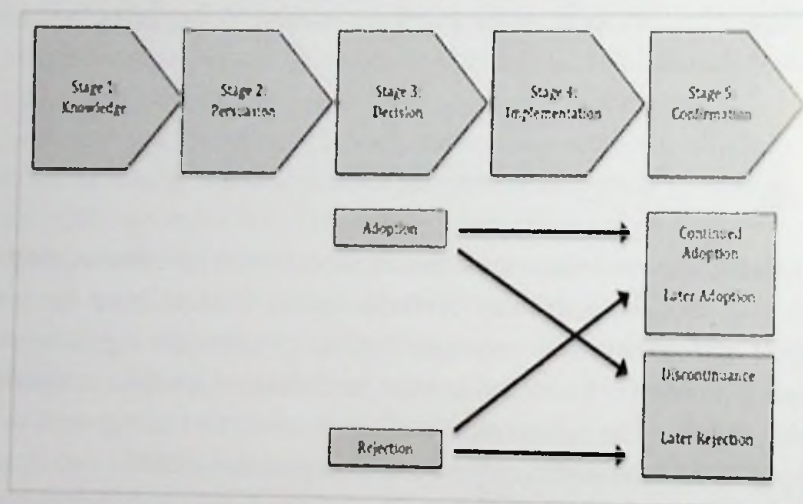 Stage 1:
Knowledge
Stage 2:
Persuasion
Stage 3:
Decision
Stage 4:
Implementation
Stage 5:
Confirmation
Adoption
Continued
Adoption
Later Adoption
Discontinuance
Later Rejection
Rejection